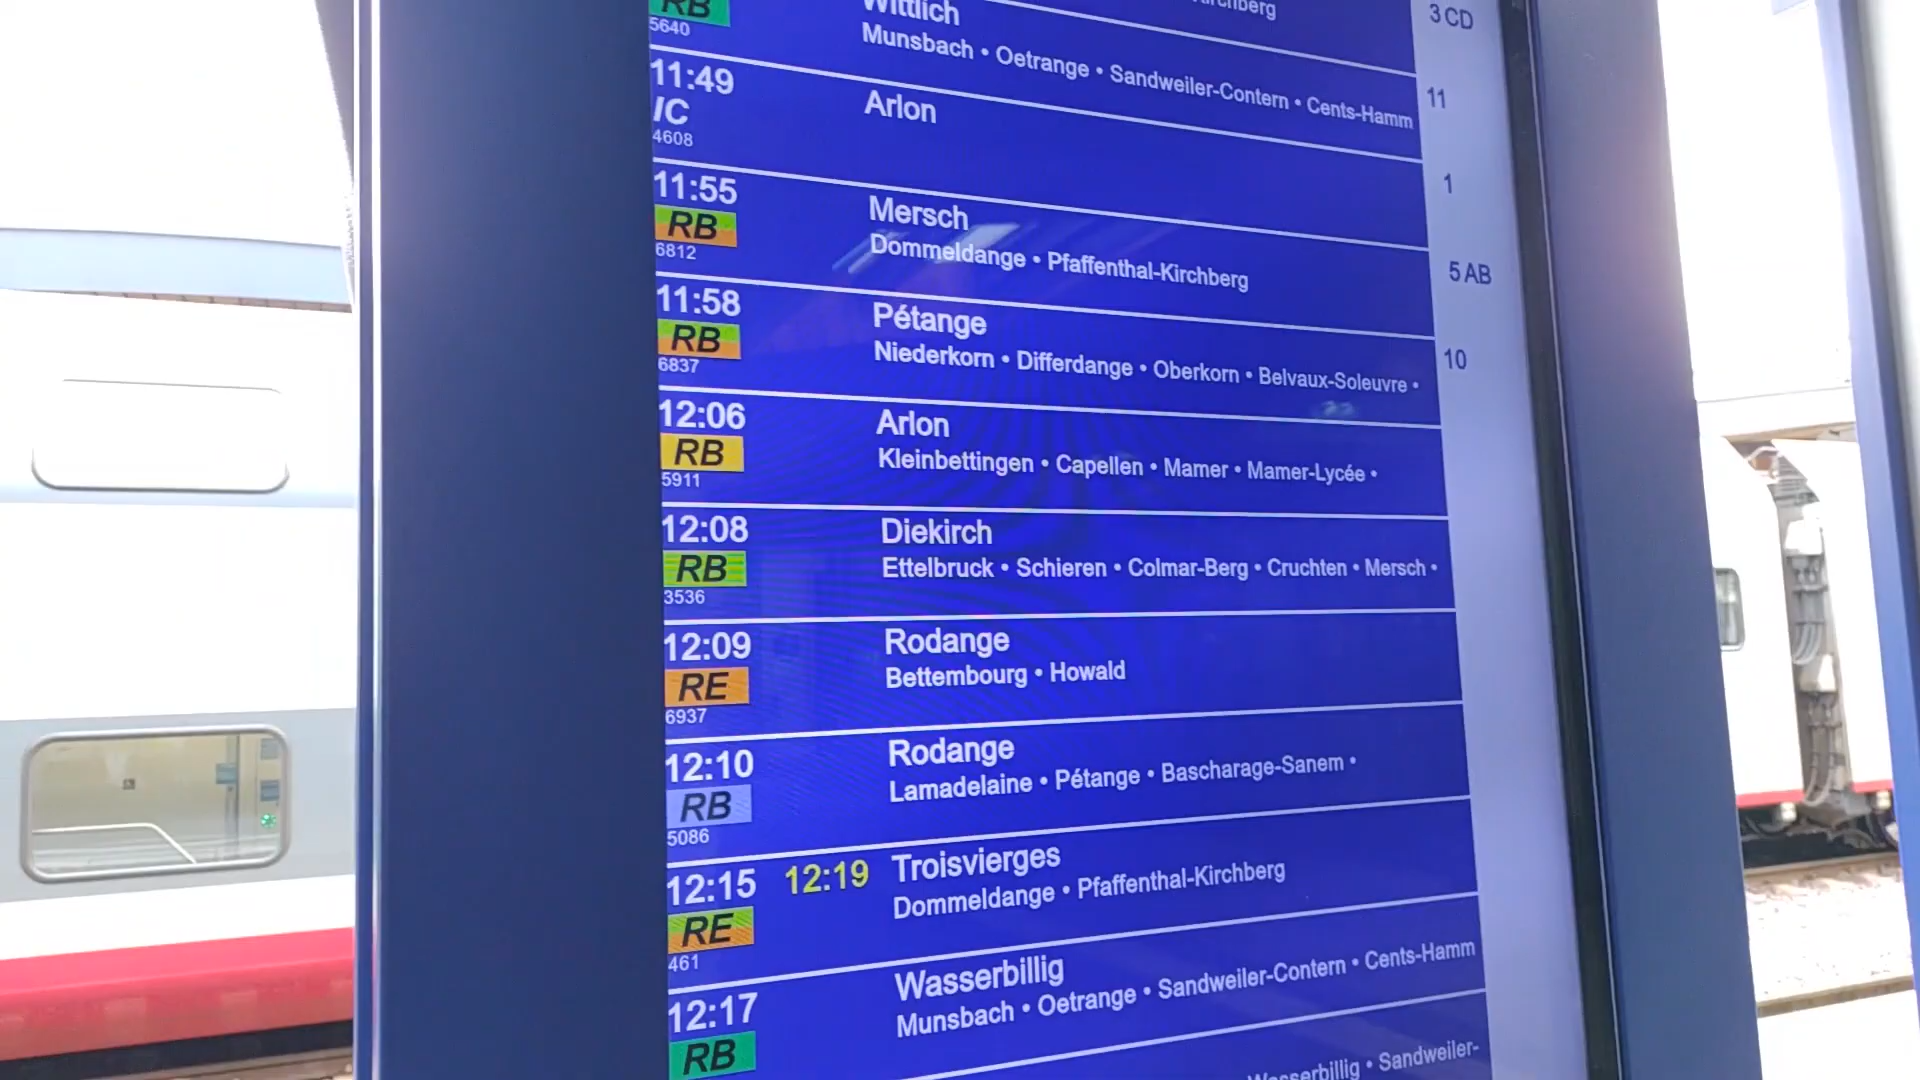 Kirchberg
3 CD
RB
Wittlich
5640
Munsbach • Oetrange • Sandweiler-Contern • Cents-Hamm
11
11:49
Arlon
IC
4608
1
11:55
Mersch
RB
Dommeldange • Pfaffenthal-Kirchberg
6812
5 AB
11:58
Pétange
RB
Niederkorn • Differdange • Oberkorn • Belvaux-Soleuvre •
6837
10
12:06
Arlon
RB
Kleinbettingen • Capellen • Mamer • Mamer-Lycée •
5911
12:08
Diekirch
RB
Ettelbruck • Schieren • Colmar-Berg • Cruchten • Mersch •
3536
12:09
Rodange
RE
Bettembourg • Howald
6937
12:10
Rodange
RB
Lamadelaine • Pétange • Bascharage-Sanem •
5086
12:15 12:19
Troisvierges
RE
Dommeldange • Pfaffenthal-Kirchberg
461
12:17
Wasserbillig
RB
Munsbach • Oetrange • Sandweiler-Contern • Cents-Hamm
Wasserbillig • Sandweiler-